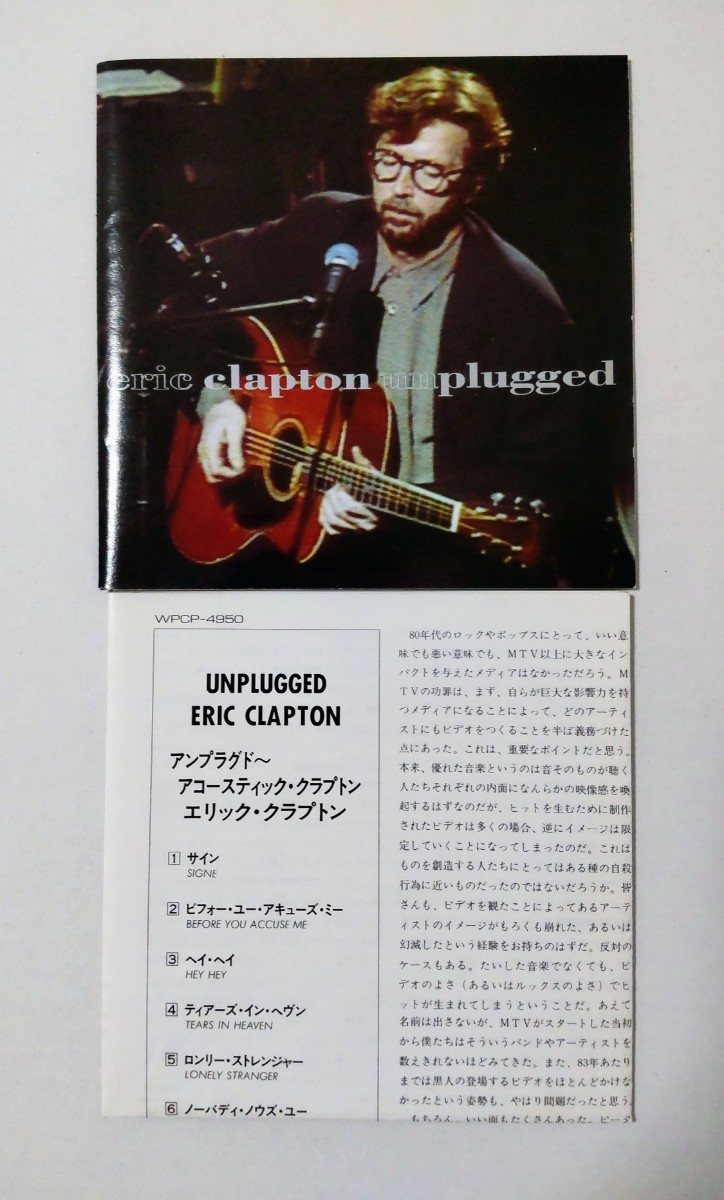 eric clapton unplugged
WPCP-4950
UNPLUGGED
ERIC CLAPTON
アンプラグド〜
アコースティック・クラプトン
エリック・クラプトン
1 サイン
SIGNE
2 ビフォー・ユー・アキューズ・ミー
BEFORE YOU ACCUSE ME
3 ヘイ・ヘイ
HEY HEY
4 ティアーズ・イン・ヘヴン
TEARS IN HEAVEN
5 ロンリー・ストレンジャー
LONELY STRANGER
6 ノーバディ・ノウズ・ユー
80年代のロックやポップスにとって、いい意
味でも悪い意味でも、MTV以上に大きなイン
パクトを与えたメディアはなかっただろう。M
TVの功罪は、まず、自らが巨大な影響力を持
つメディアになることによって、どのアーティ
ストにもビデオをつくることを半ば義務づけた
点にあった。これは、重要なポイントだと思う。
本来、優れた音楽というのは音そのものが聴く
人たちそれぞれの内面になんらかの映像感を喚
起するはずなのだが、ヒットを生むために制作
されたビデオは多くの場合、逆にイメージは限
定していくことになってしまったのだ。これは
ものを創造する人たちにとってはある種の自殺
行為に近いものだったのではないだろうか。皆
さんも、ビデオを観たことによってあるアーテ
ィストのイメージがもろくも崩れた、あるいは
幻滅したという経験をお持ちのはずだ。反対の
ケースもある。たいした音楽でなくても、ビ
デオのよさ（あるいはルックスのよさ）でヒ
ットが生まれてしまうということだ。あえて
名前は出さないが、MTVがスタートした当初
から僕たちはそういうバンドやアーティストを
数えきれないほどみてきた。また、83年あたり
までは黒人の登場するビデオをほとんどかけな
かったという姿勢も、やはり問題だったと思う。
もちろん、いい面もたくさんあった。ビーデ